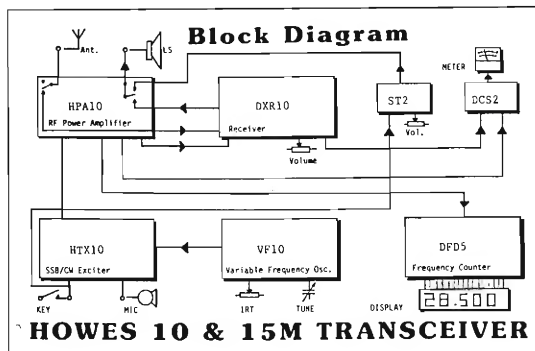 Block Diagram
Ant.
LS
METER
HPA10
RF Power Amplifier
DXR10
Receiver
ST2
DCS2
Volume
Vol.
HTX10
SSB/CW Exciter
VF10
Variable Frequency Osc.
DFD5
Frequency Counter
KEY
MIC
IRT
TUNE
DISPLAY
28.500
HOWES 10 & 15M TRANSCEIVER